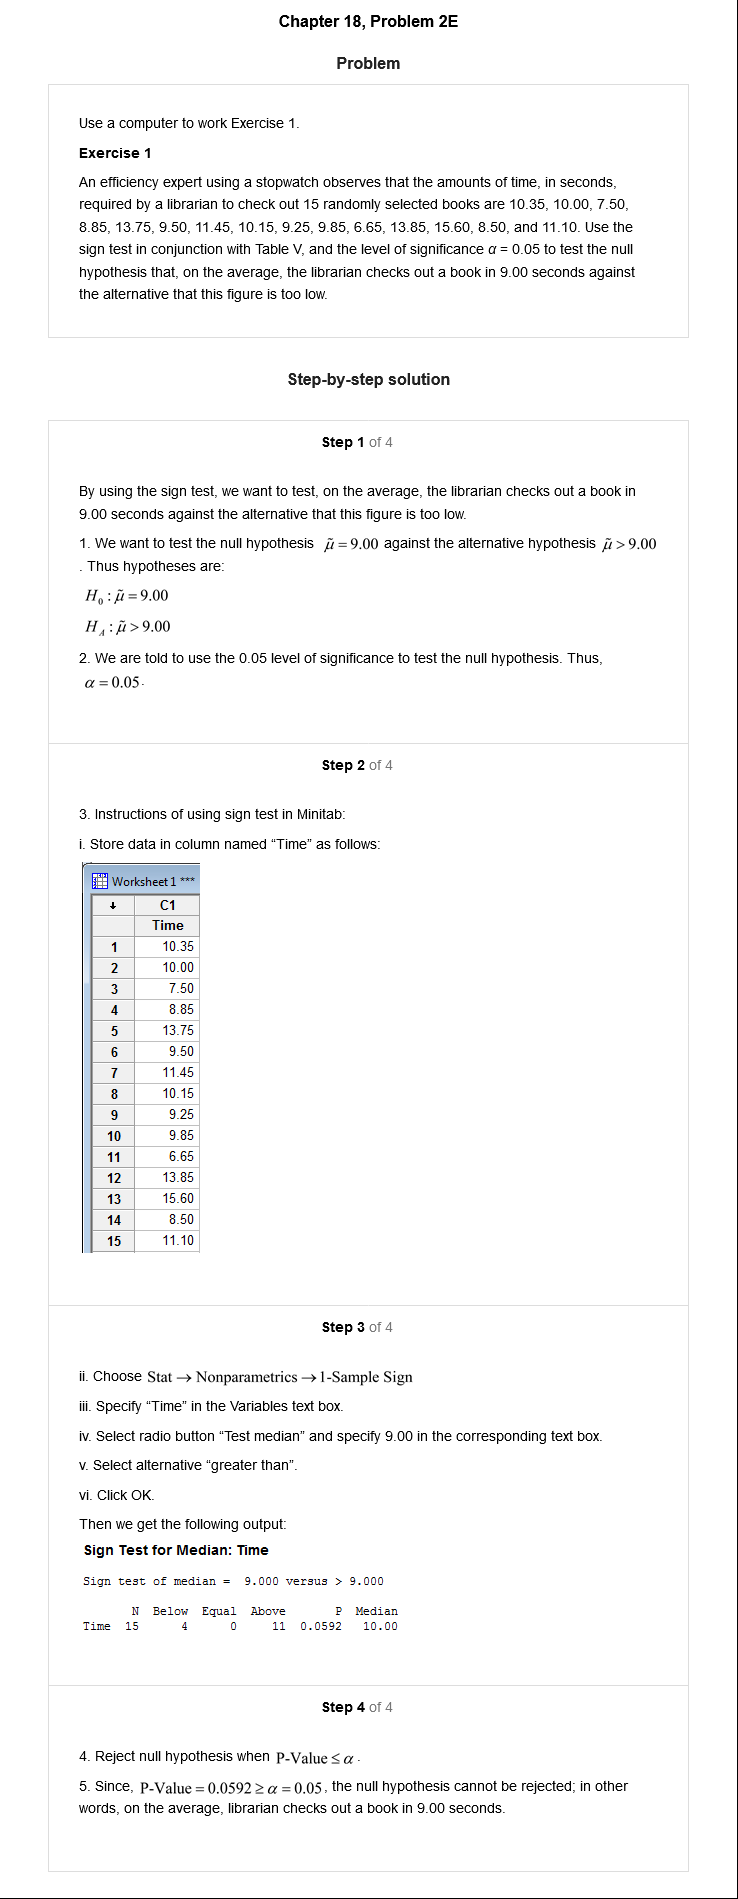 Chapter 18, Problem 2E
Problem
Use a computer to work Exercise 1.
Exercise 1
An efficiency expert using a stopwatch observes that the amounts of time, in seconds,
required by a librarian to check out 15 randomly selected books are 10.35, 10.00, 7.50,
8.85, 13.75, 9.50, 11.45, 10.15, 9.25, 9.85, 6.65, 13.85, 15.60, 8.50, and 11.10. Use the
sign test in conjunction with Table V, and the level of significance α = 0.05 to test the null
hypothesis that, on the average, the librarian checks out a book in 9.00 seconds against
the alternative that this figure is too low.
Step-by-step solution
Step 1 of 4
By using the sign test, we want to test, on the average, the librarian checks out a book in
9.00 seconds against the alternative that this figure is too low.
1. We want to test the null hypothesis μ̃ = 9.00 against the alternative hypothesis μ̃ > 9.00
. Thus hypotheses are:
H₀ : μ̃ = 9.00
H_A : μ̃ > 9.00
2. We are told to use the 0.05 level of significance to test the null hypothesis. Thus,
α = 0.05.
Step 2 of 4
3. Instructions of using sign test in Minitab:
i. Store data in column named “Time” as follows:
Worksheet 1 ***
↓ C1
Time
1 10.35
2 10.00
3 7.50
4 8.85
5 13.75
6 9.50
7 11.45
8 10.15
9 9.25
10 9.85
11 6.65
12 13.85
13 15.60
14 8.50
15 11.10
Step 3 of 4
ii. Choose Stat → Nonparametrics → 1-Sample Sign
iii. Specify “Time” in the Variables text box.
iv. Select radio button “Test median” and specify 9.00 in the corresponding text box.
v. Select alternative “greater than”.
vi. Click OK.
Then we get the following output:
Sign Test for Median: Time
Sign test of median = 9.000 versus > 9.000
N Below Equal Above P Median
Time 15 4 0 11 0.0592 10.00
Step 4 of 4
4. Reject null hypothesis when P-Value ≤ α .
5. Since, P-Value = 0.0592 ≥ α = 0.05, the null hypothesis cannot be rejected; in other
words, on the average, librarian checks out a book in 9.00 seconds.